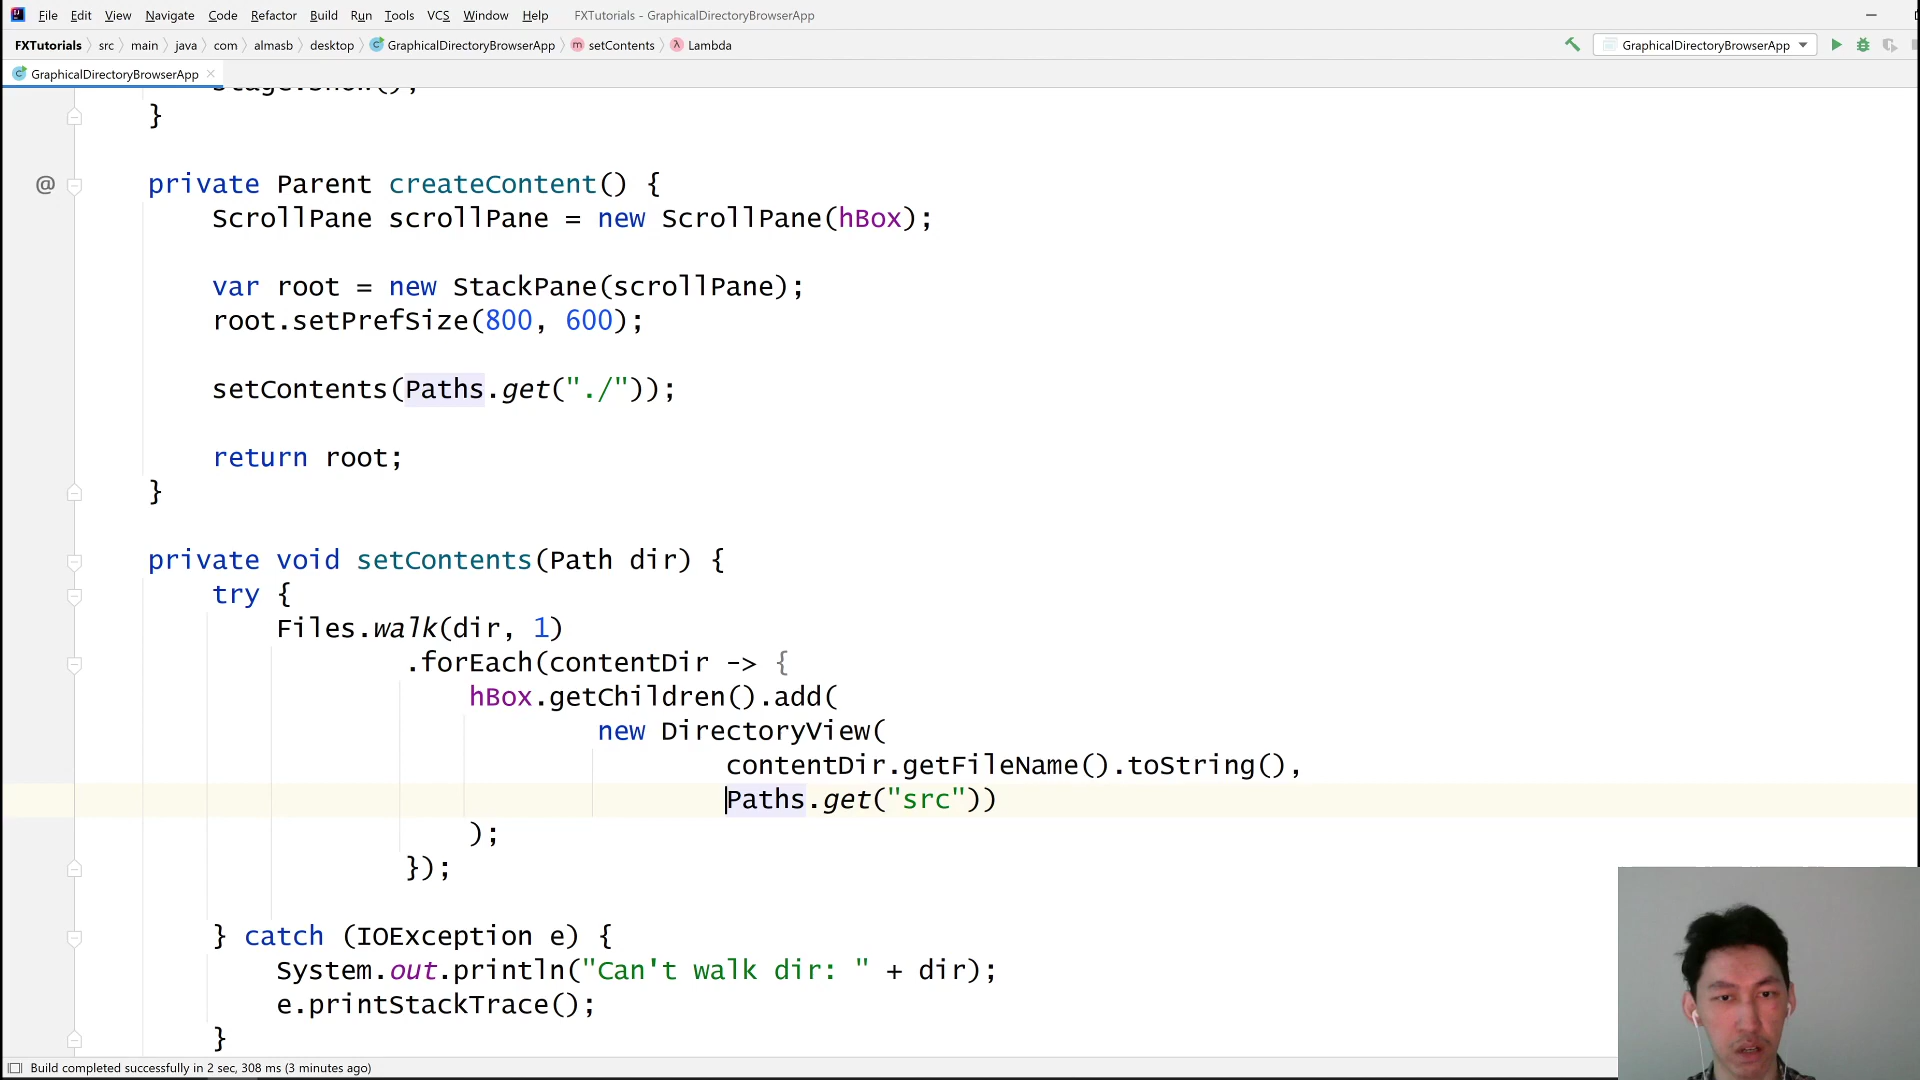 File Edit View Navigate Code Refactor Build Run Tools VCS Window Help FXTutorials - GraphicalDirectoryBrowserApp
FXTutorials src main java com almasb desktop GraphicalDirectoryBrowserApp setContents Lambda GraphicalDirectoryBrowserApp
GraphicalDirectoryBrowserApp
stage.show();
}
@ private Parent createContent() {
ScrollPane scrollPane = new ScrollPane(hBox);
var root = new StackPane(scrollPane);
root.setPrefSize(800, 600);
setContents(Paths.get("./"));
return root;
}
private void setContents(Path dir) {
try {
Files.walk(dir, 1)
.forEach(contentDir -> {
hBox.getChildren().add(
new DirectoryView(
contentDir.getFileName().toString(),
Paths.get("src"))
);
});
} catch (IOException e) {
System.out.println("Can't walk dir: " + dir);
e.printStackTrace();
}
Build completed successfully in 2 sec, 308 ms (3 minutes ago)